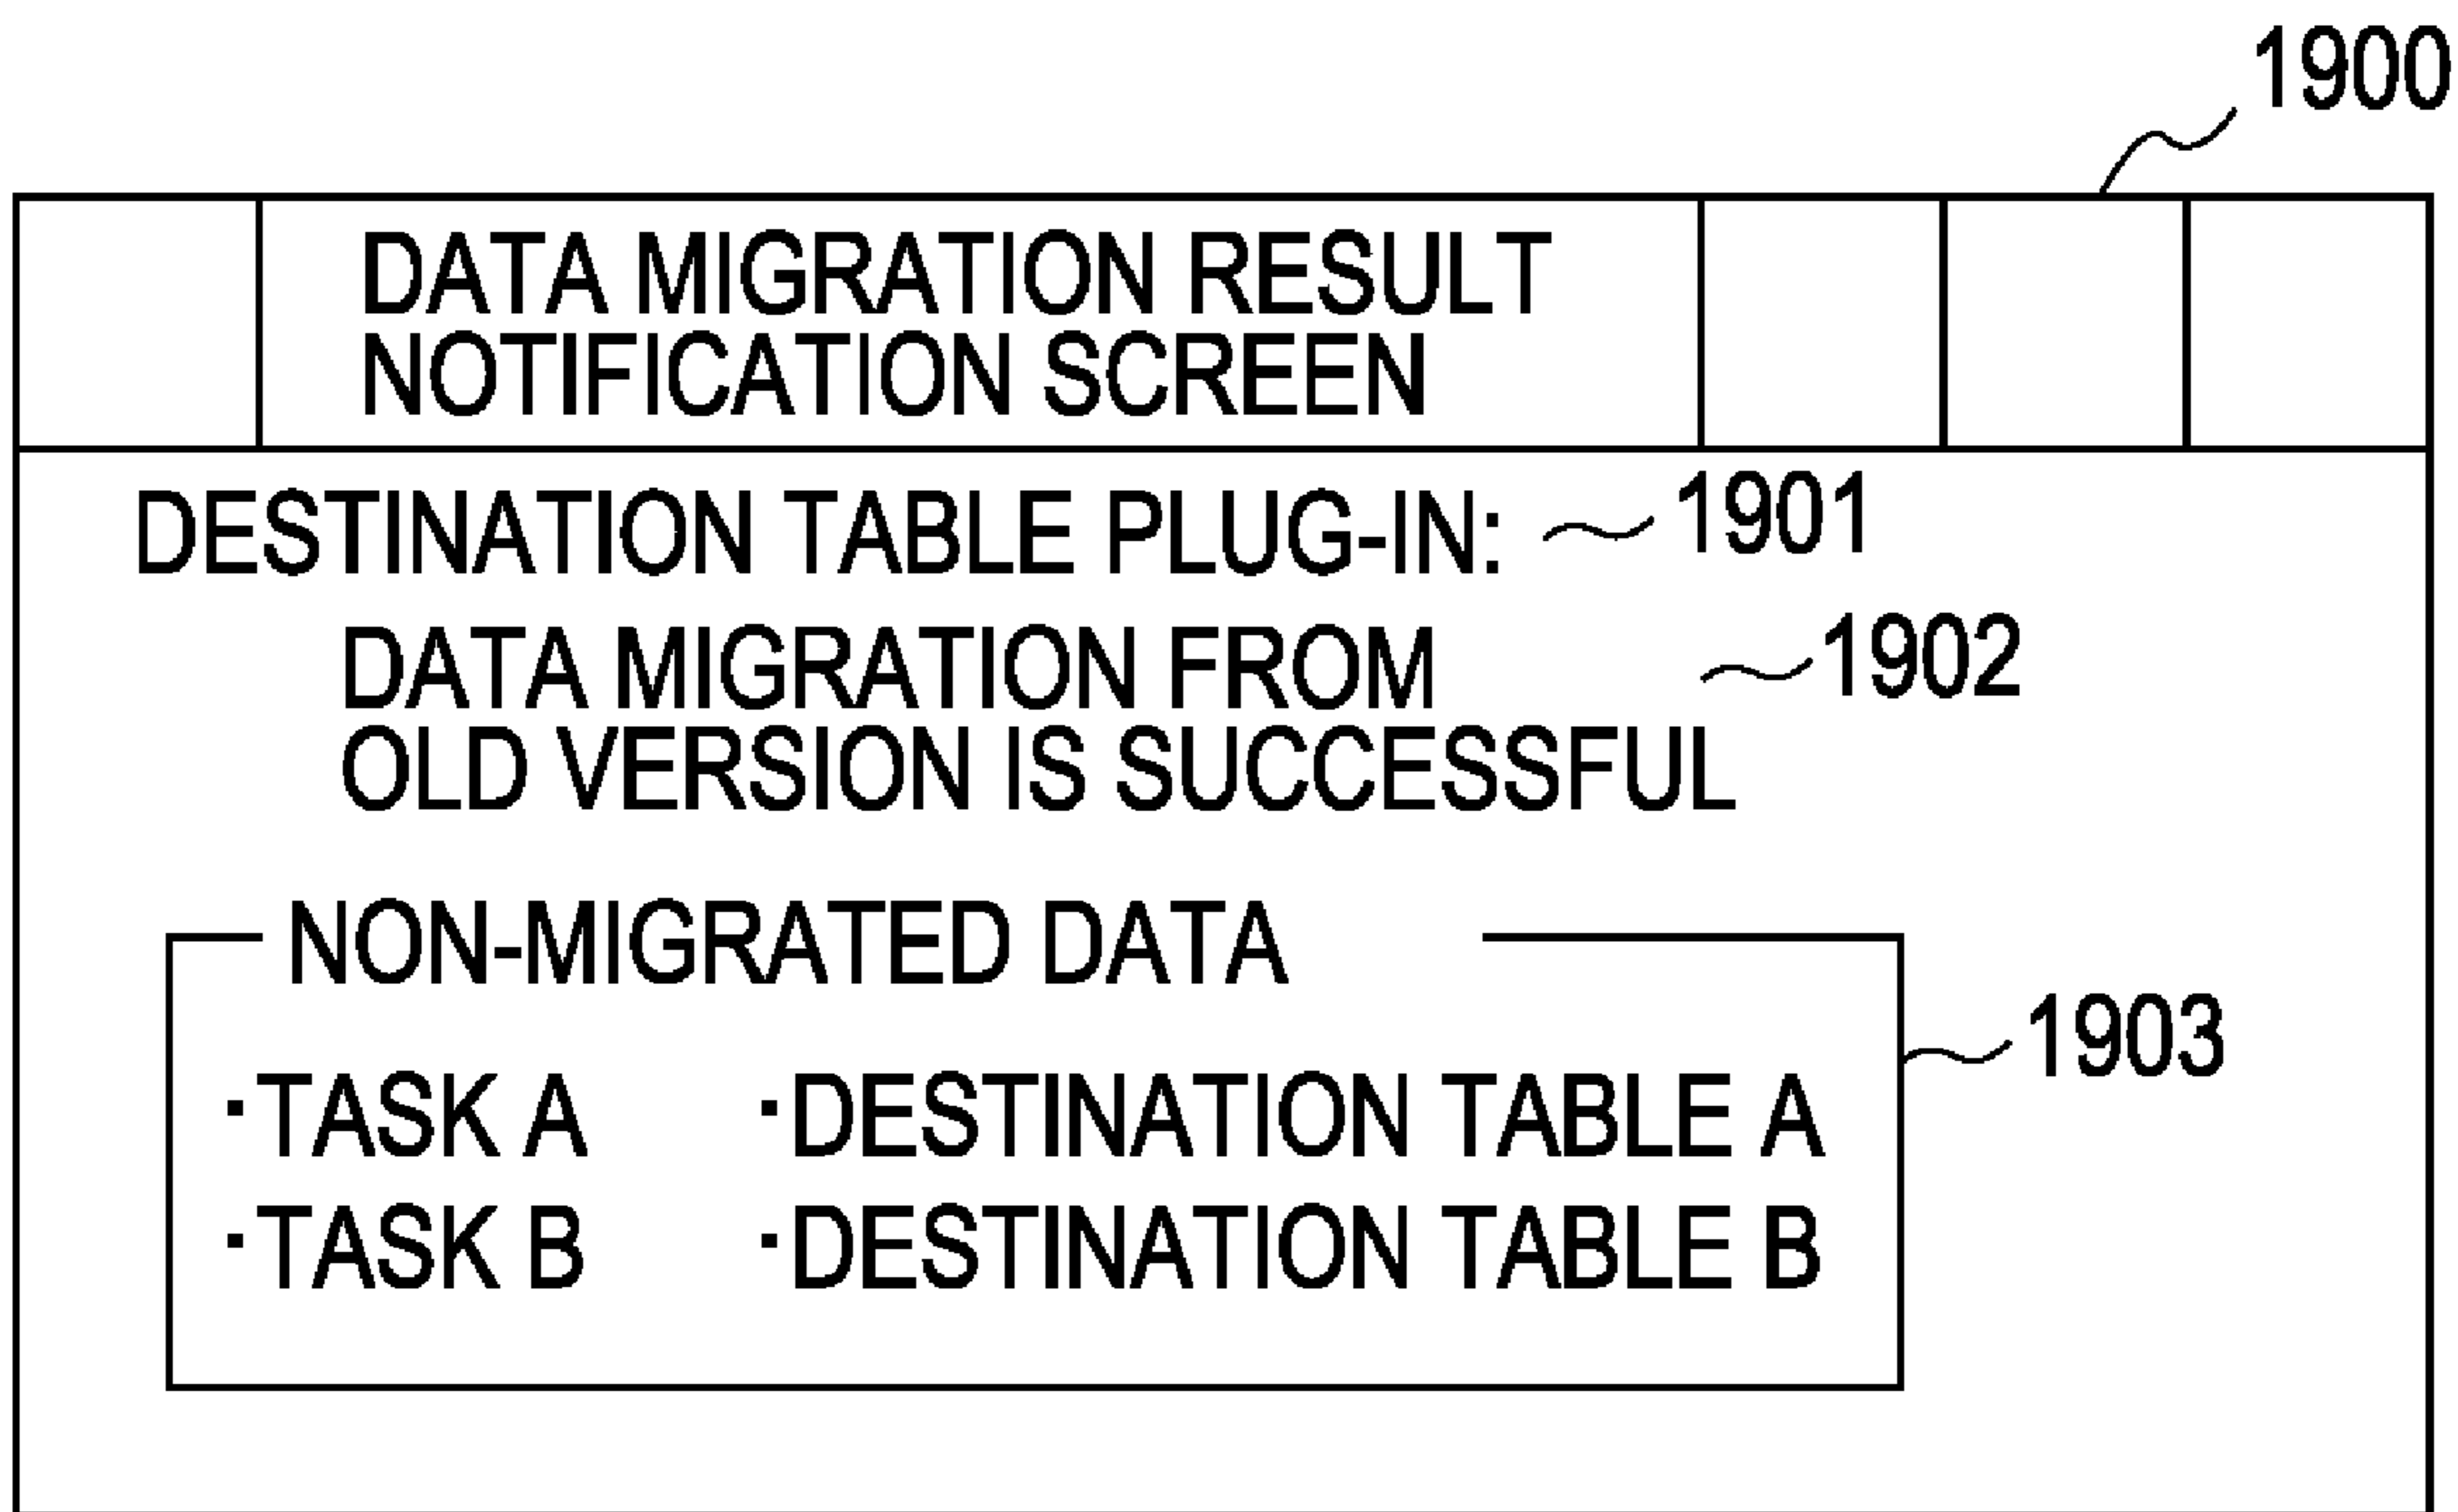 1900
DATA MIGRATION RESULT
NOTIFICATION SCREEN
DESTINATION TABLE PLUG-IN: 1901
DATA MIGRATION FROM 1902
OLD VERSION IS SUCCESSFUL
NON-MIGRATED DATA
1903
·TASK A ·DESTINATION TABLE A
·TASK B ·DESTINATION TABLE B